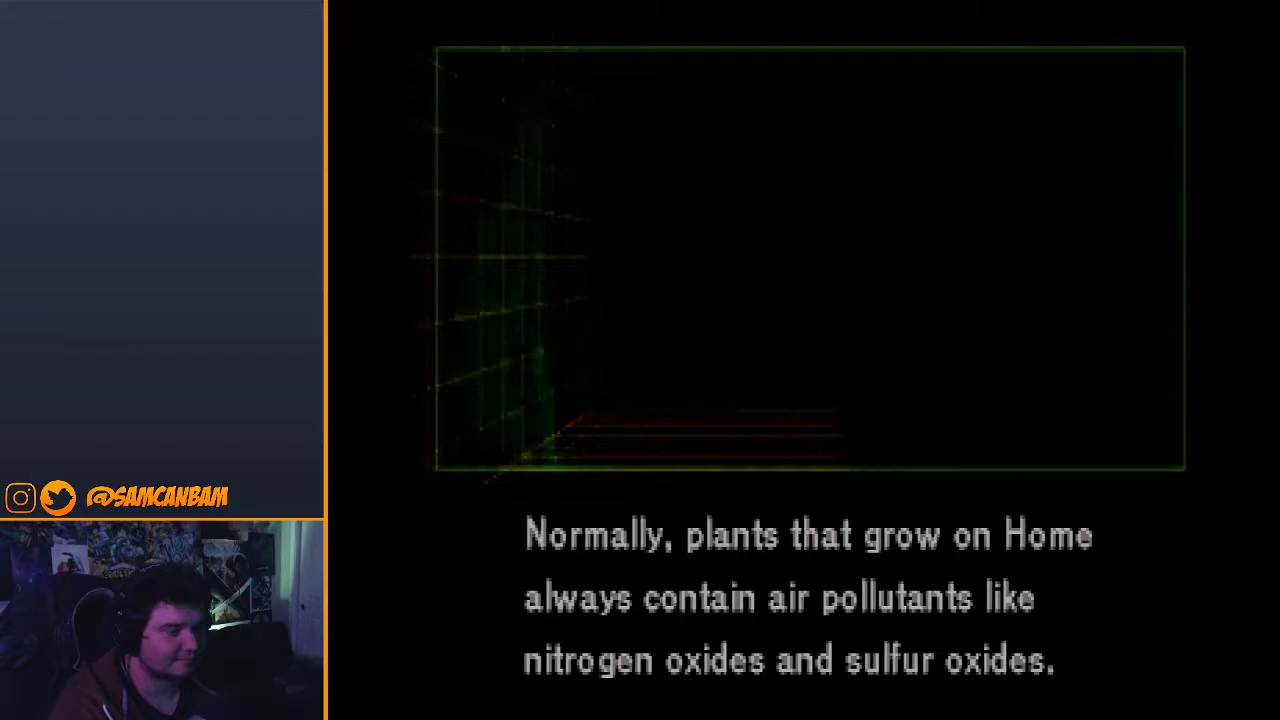 @SAMCANBAM
Normally, plants that grow on Home
always contain air pollutants like
nitrogen oxides and sulfur oxides.